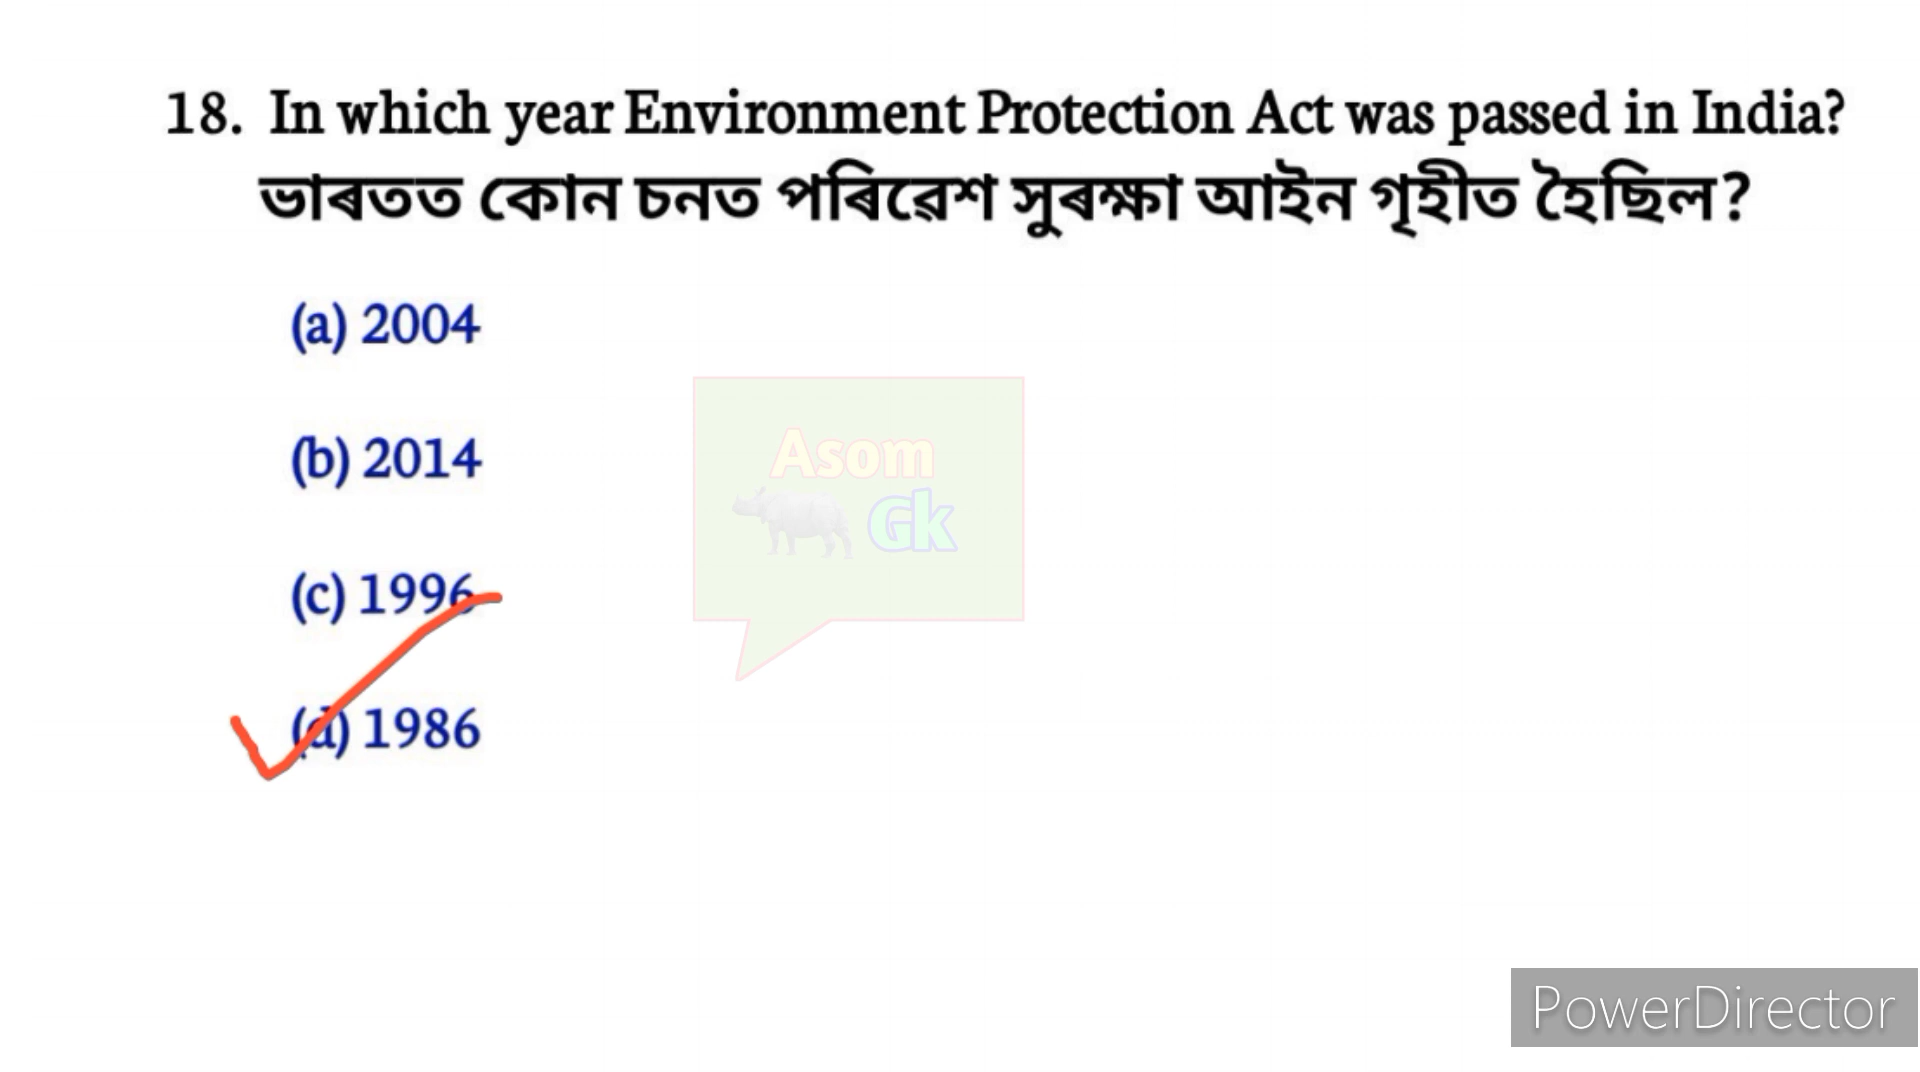 18. In which year Environment Protection Act was passed in India?
ভাৰতত কোন চনত পৰিৱেশ সুৰক্ষা আইন গৃহীত হৈছিল?
(a) 2004
(b) 2014
Asom
Gk
(c) 1996
(d) 1986
PowerDirector